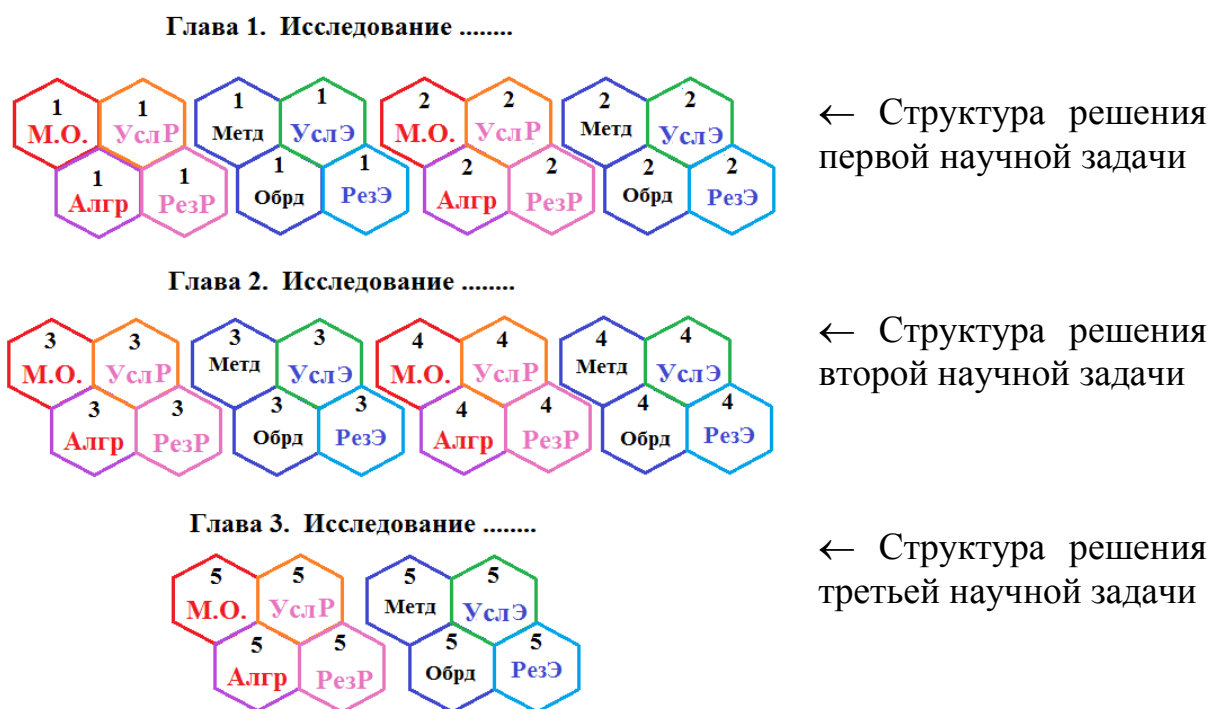 Глава 1. Исследование ........
1 1 1 1 2 2 2 2
М.О. УслР Метд УслЭ М.О. УслР Метд УслЭ
1 1 1 1 2 2 2 2
Алгр РезР Обрд РезЭ Алгр РезР Обрд РезЭ
← Структура решения
первой научной задачи
Глава 2. Исследование ........
3 3 3 3 4 4 4 4
М.О. УслР Метд УслЭ М.О. УслР Метд УслЭ
3 3 3 3 4 4 4 4
Алгр РезР Обрд РезЭ Алгр РезР Обрд РезЭ
← Структура решения
второй научной задачи
Глава 3. Исследование ........
5 5 5 5
М.О. УслР Метд УслЭ
5 5 5 5
Алгр РезР Обрд РезЭ
← Структура решения
третьей научной задачи